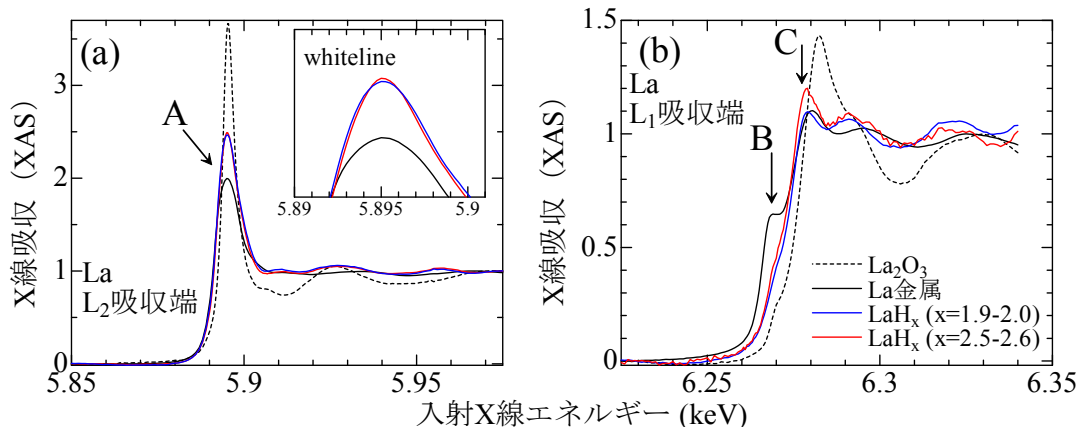 (a)
whiteline
5.89
5.895
5.9
A
La
L₂吸収端
X線吸収 (XAS)
3
2
1
0
5.85
5.9
5.95
(b)
La
L₁吸収端
C
B
X線吸収 (XAS)
1.5
1
0.5
0
La₂O₃
La金属
LaHₓ (x=1.9-2.0)
LaHₓ (x=2.5-2.6)
6.25
6.3
6.35
入射X線エネルギー (keV)